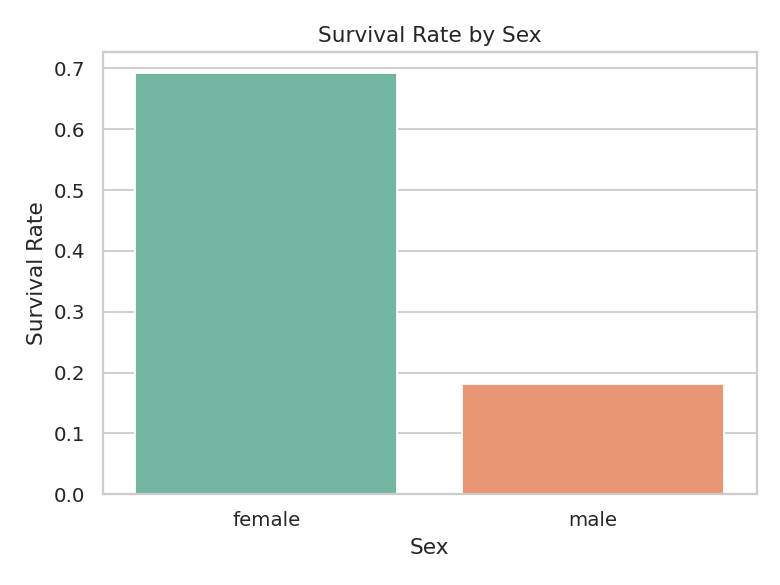 Survival Rate by Sex
Survival Rate
0.7
0.6
0.5
0.4
0.3
0.2
0.1
0.0
female male
Sex